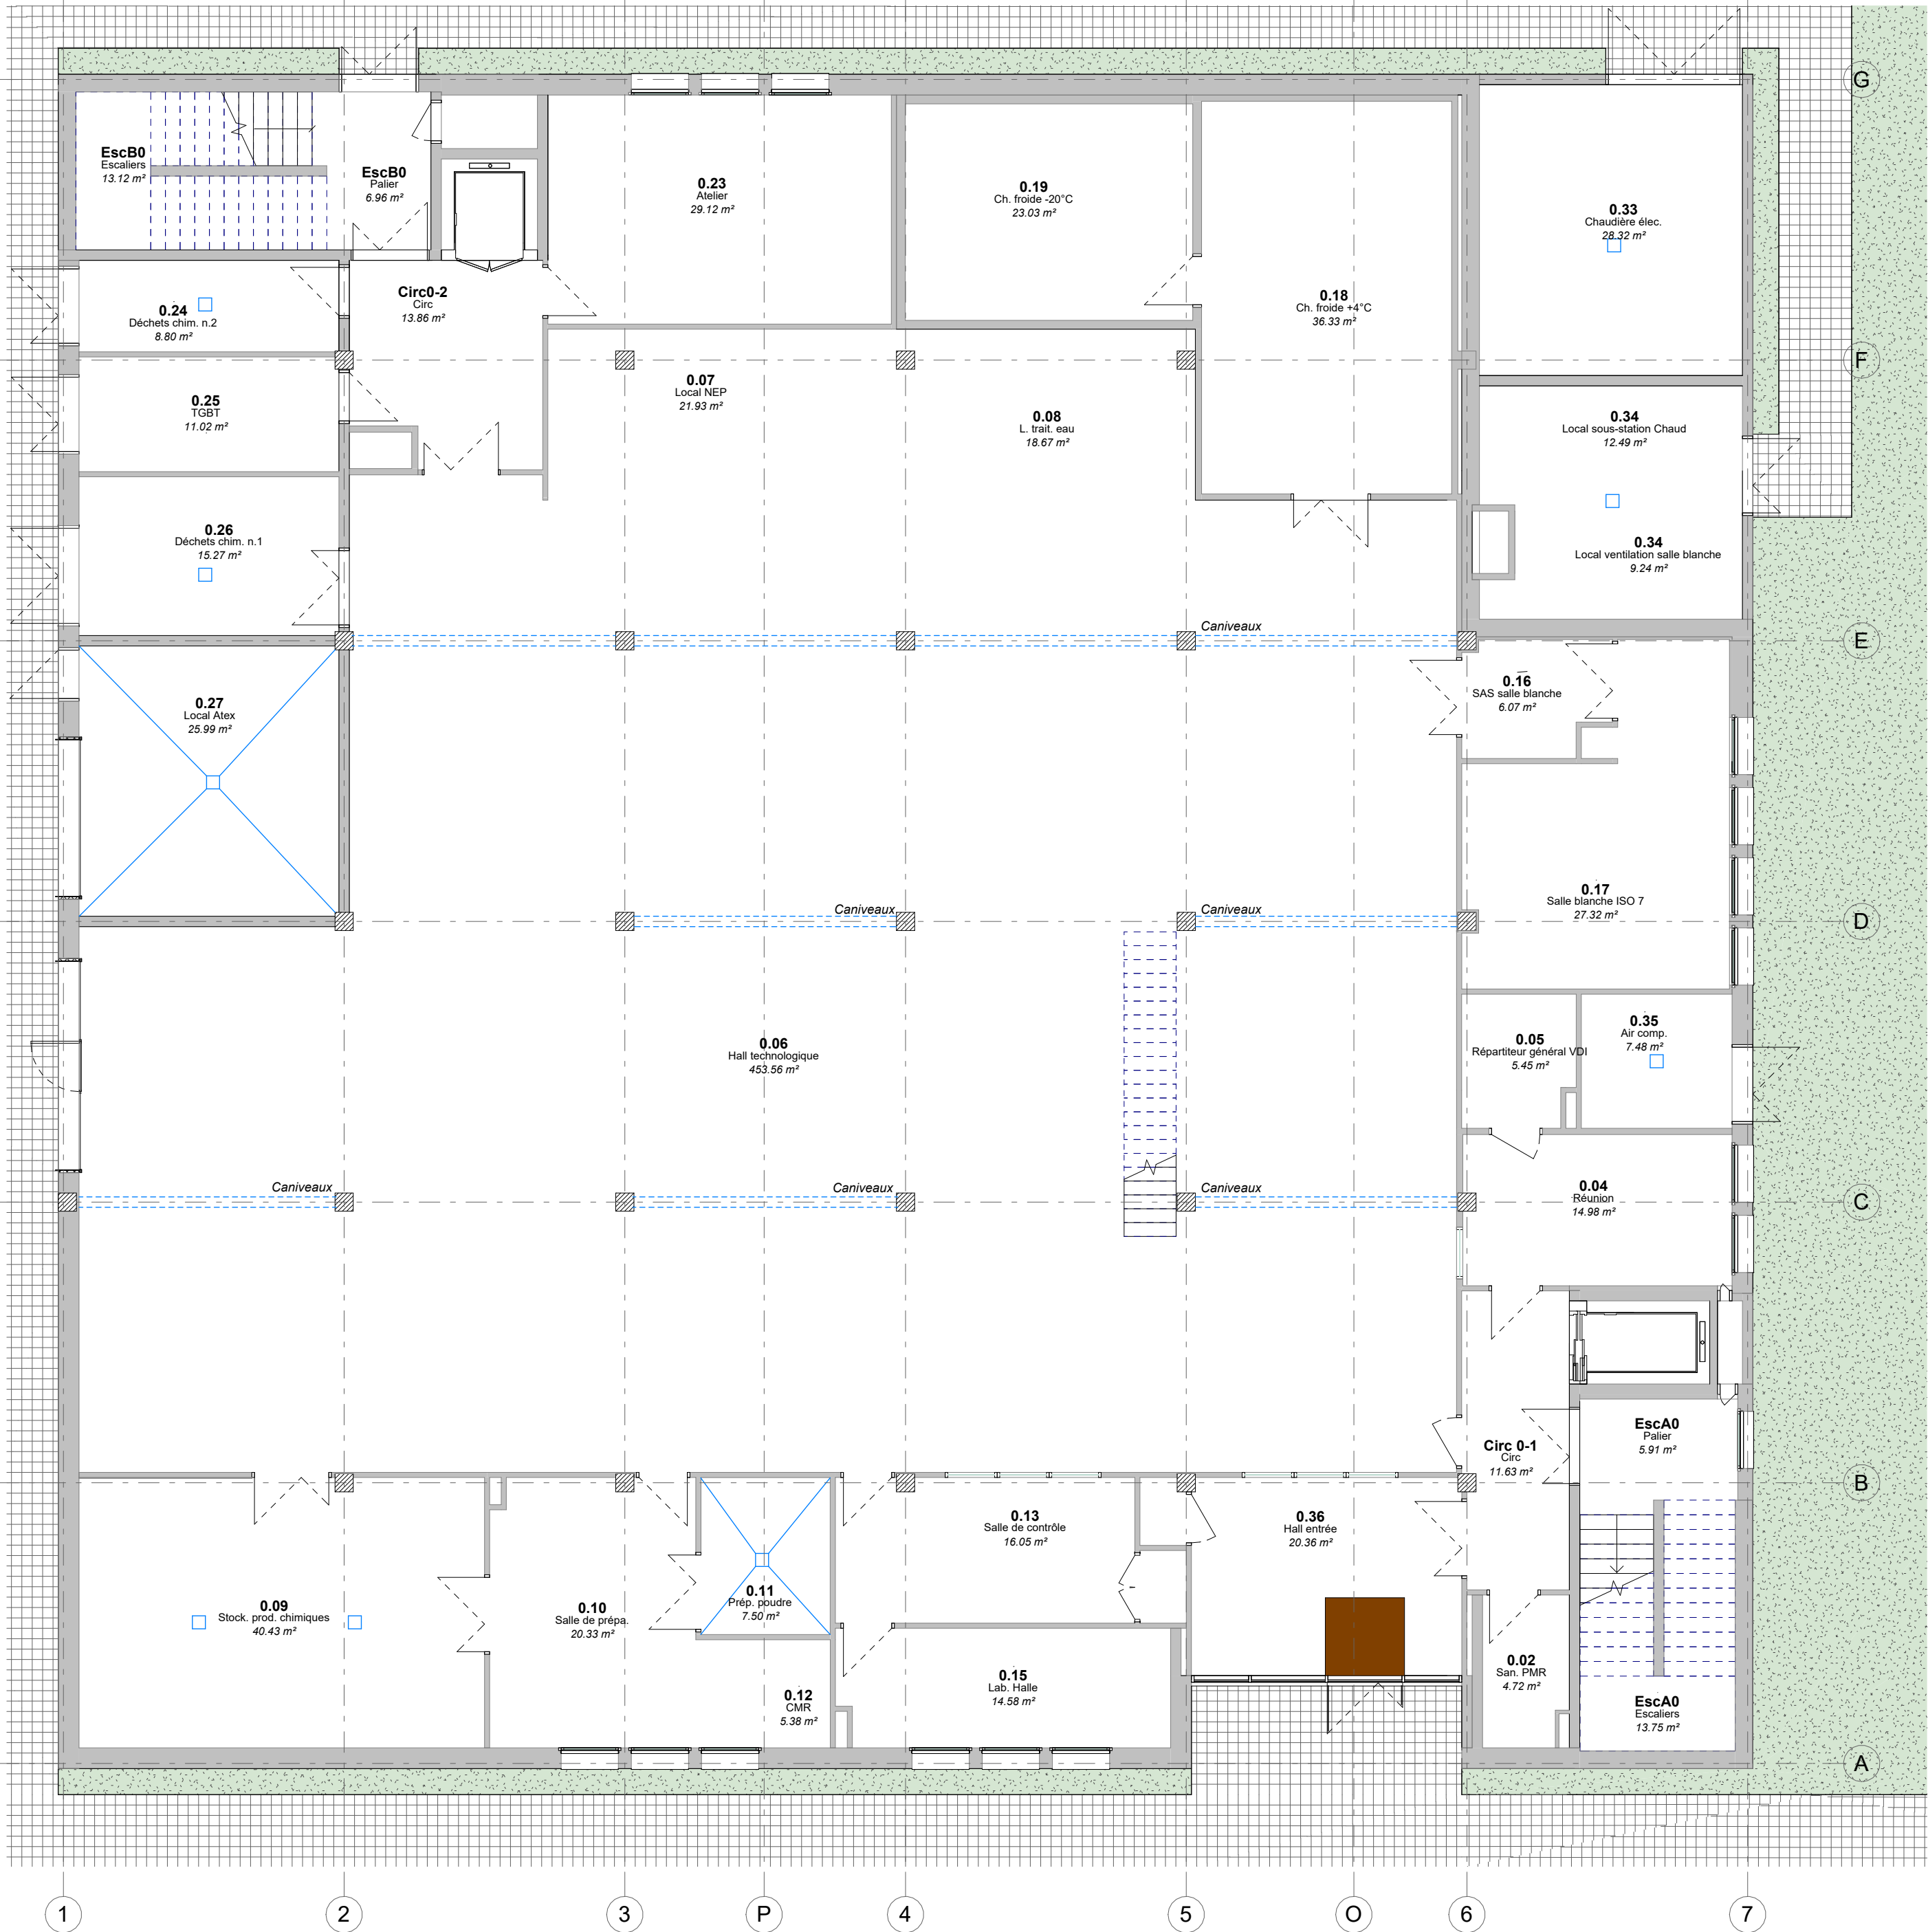 G
EscB0
Escaliers
13.12 m²
EscB0
Palier
6.96 m²
0.23
Atelier
29.12 m²
0.19
Ch. froide -20°C
23.03 m²
0.33
Chaudière élec.
28.32 m²
0.24
Déchets chim. n.2
8.80 m²
Circ0-2
Circ
13.86 m²
0.18
Ch. froide +4°C
36.33 m²
F
0.25
TGBT
11.02 m²
0.07
Local NEP
21.93 m²
0.08
L. trait. eau
18.67 m²
0.34
Local sous-station Chaud
12.49 m²
0.26
Déchets chim. n.1
15.27 m²
0.34
Local ventilation salle blanche
9.24 m²
Caniveaux
E
0.27
Local Atex
25.99 m²
0.16
SAS salle blanche
6.07 m²
0.17
Salle blanche ISO 7
27.32 m²
Caniveaux
Caniveaux
D
0.06
Hall technologique
453.56 m²
0.05
Répartiteur général VDI
5.45 m²
0.35
Air comp.
7.48 m²
Caniveaux
Caniveaux
Caniveaux
0.04
Réunion
14.98 m²
C
Circ 0-1
Circ
11.63 m²
EscA0
Palier
5.91 m²
B
0.13
Salle de contrôle
16.05 m²
0.36
Hall entrée
20.36 m²
0.09
Stock. prod. chimiques
40.43 m²
0.10
Salle de prépa.
20.33 m²
0.11
Prép. poudre
7.50 m²
0.12
CMR
5.38 m²
0.15
Lab. Halle
14.58 m²
0.02
San. PMR
4.72 m²
EscA0
Escaliers
13.75 m²
A
1
2
3
P
4
5
O
6
7